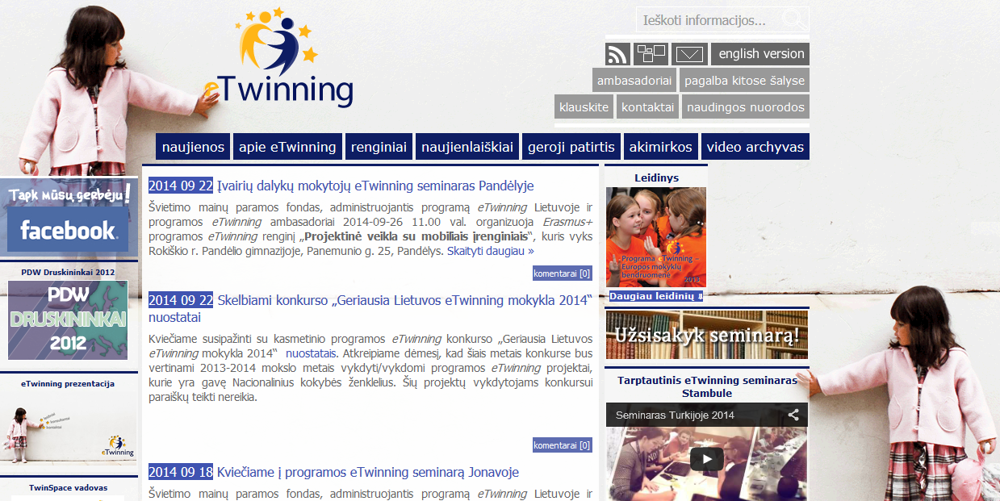 eTwinning
Ieškoti informacijos...
english version
ambasadoriai
pagalba kitose šalyse
klauskite
kontaktai
naudingos nuorodos
naujienos
apie eTwinning
renginiai
naujienlaiškiai
geroji patirtis
akimirkos
video archyvas
Tapk mūsų gerbėju!
facebook
PDW Druskininkai 2012
PDW
DRUSKININKAI
2012
eTwinning prezentacija
eTwinning
TwinSpace vadovas
2014 09 22 Įvairių dalykų mokytojų eTwinning seminaras Pandėlyje
Švietimo mainų paramos fondas, administruojantis programą eTwinning Lietuvoje ir
programos eTwinning ambasadoriai 2014-09-26 11.00 val. organizuoja Erasmus+
programos eTwinning renginį „Projektinė veikla su mobiliais įrenginiais“, kuris vyks
Rokiškio r. Pandėlio gimnazijoje, Panemunio g. 25, Pandėlys. Skaityti daugiau »
komentarai [0]
2014 09 22 Skelbiami konkurso „Geriausia Lietuvos eTwinning mokykla 2014“
nuostatai
Kviečiame susipažinti su kasmetinio programos eTwinning konkurso „Geriausia Lietuvos
eTwinning mokykla 2014“ nuostatais. Atkreipiame dėmesį, kad šiais metais konkurse bus
vertinami 2013-2014 mokslo metais vykdyti/vykdomi programos eTwinning projektai,
kurie yra gavę Nacionalinius kokybės ženklelius. Šių projektų vykdytojams konkursui
paraiškų teikti nereikia.
komentarai [0]
2014 09 18 Kviečiame į programos eTwinning seminarą Jonavoje
Švietimo mainų paramos fondas, administruojantis programą eTwinning Lietuvoje ir
Leidinys
Programa eTwinning –
Europos mokyklų
bendruomenė
2013
Daugiau leidinių ⇓
Užsisakyk seminarą!
Tarptautinis eTwinning seminaras
Stambule
Seminaras Turkijoje 2014